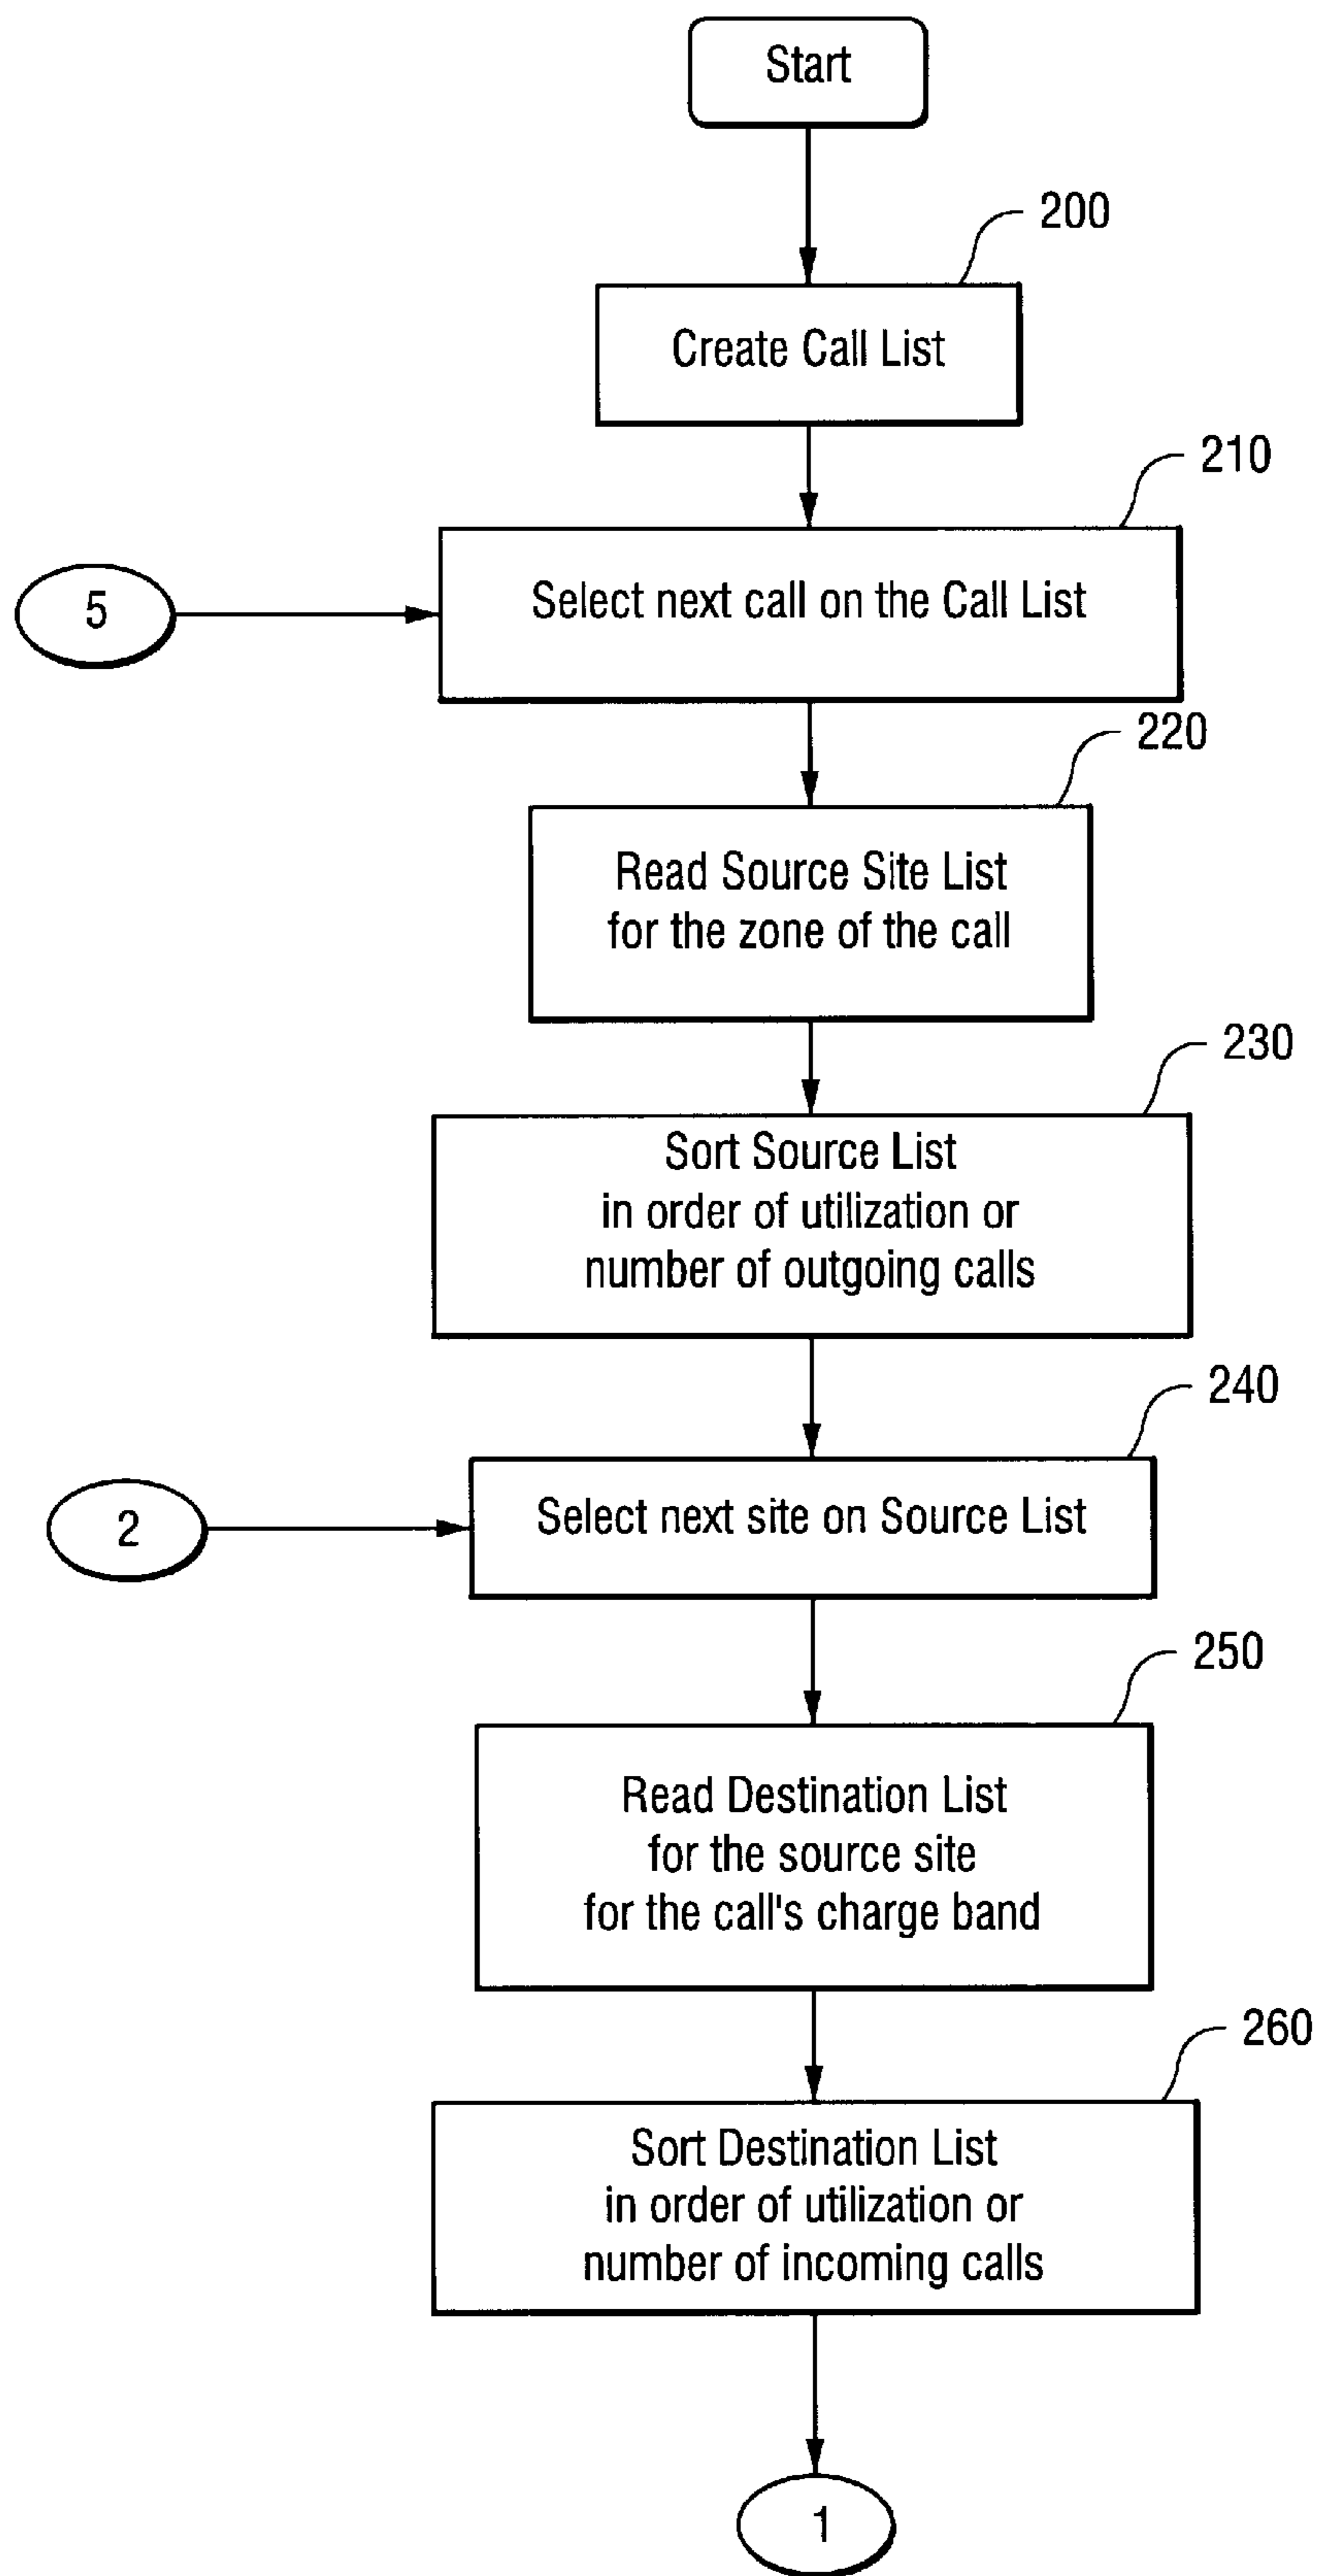 Start
200
Create Call List
210
5
Select next call on the Call List
220
Read Source Site List
for the zone of the call
230
Sort Source List
in order of utilization or
number of outgoing calls
240
2
Select next site on Source List
250
Read Destination List
for the source site
for the call's charge band
260
Sort Destination List
in order of utilization or
number of incoming calls
1